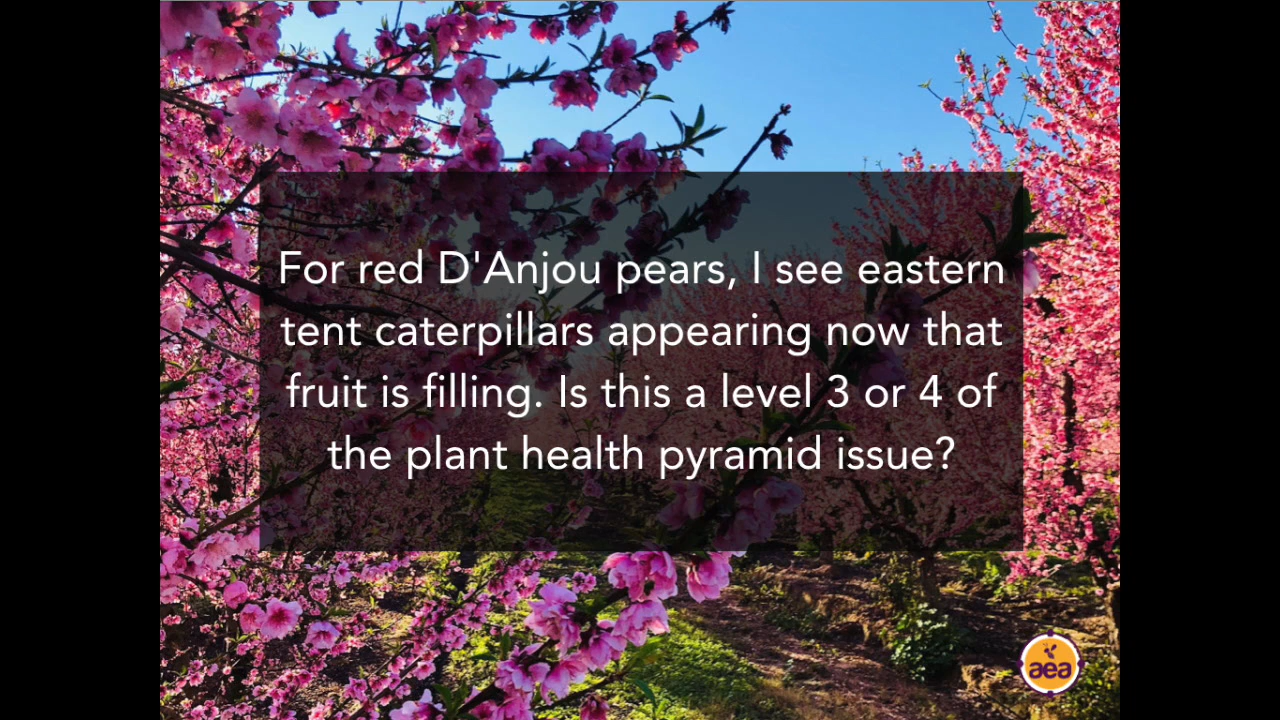 For red D'Anjou pears, I see eastern
tent caterpillars appearing now that
fruit is filling. Is this a level 3 or 4 of
the plant health pyramid issue?
aea